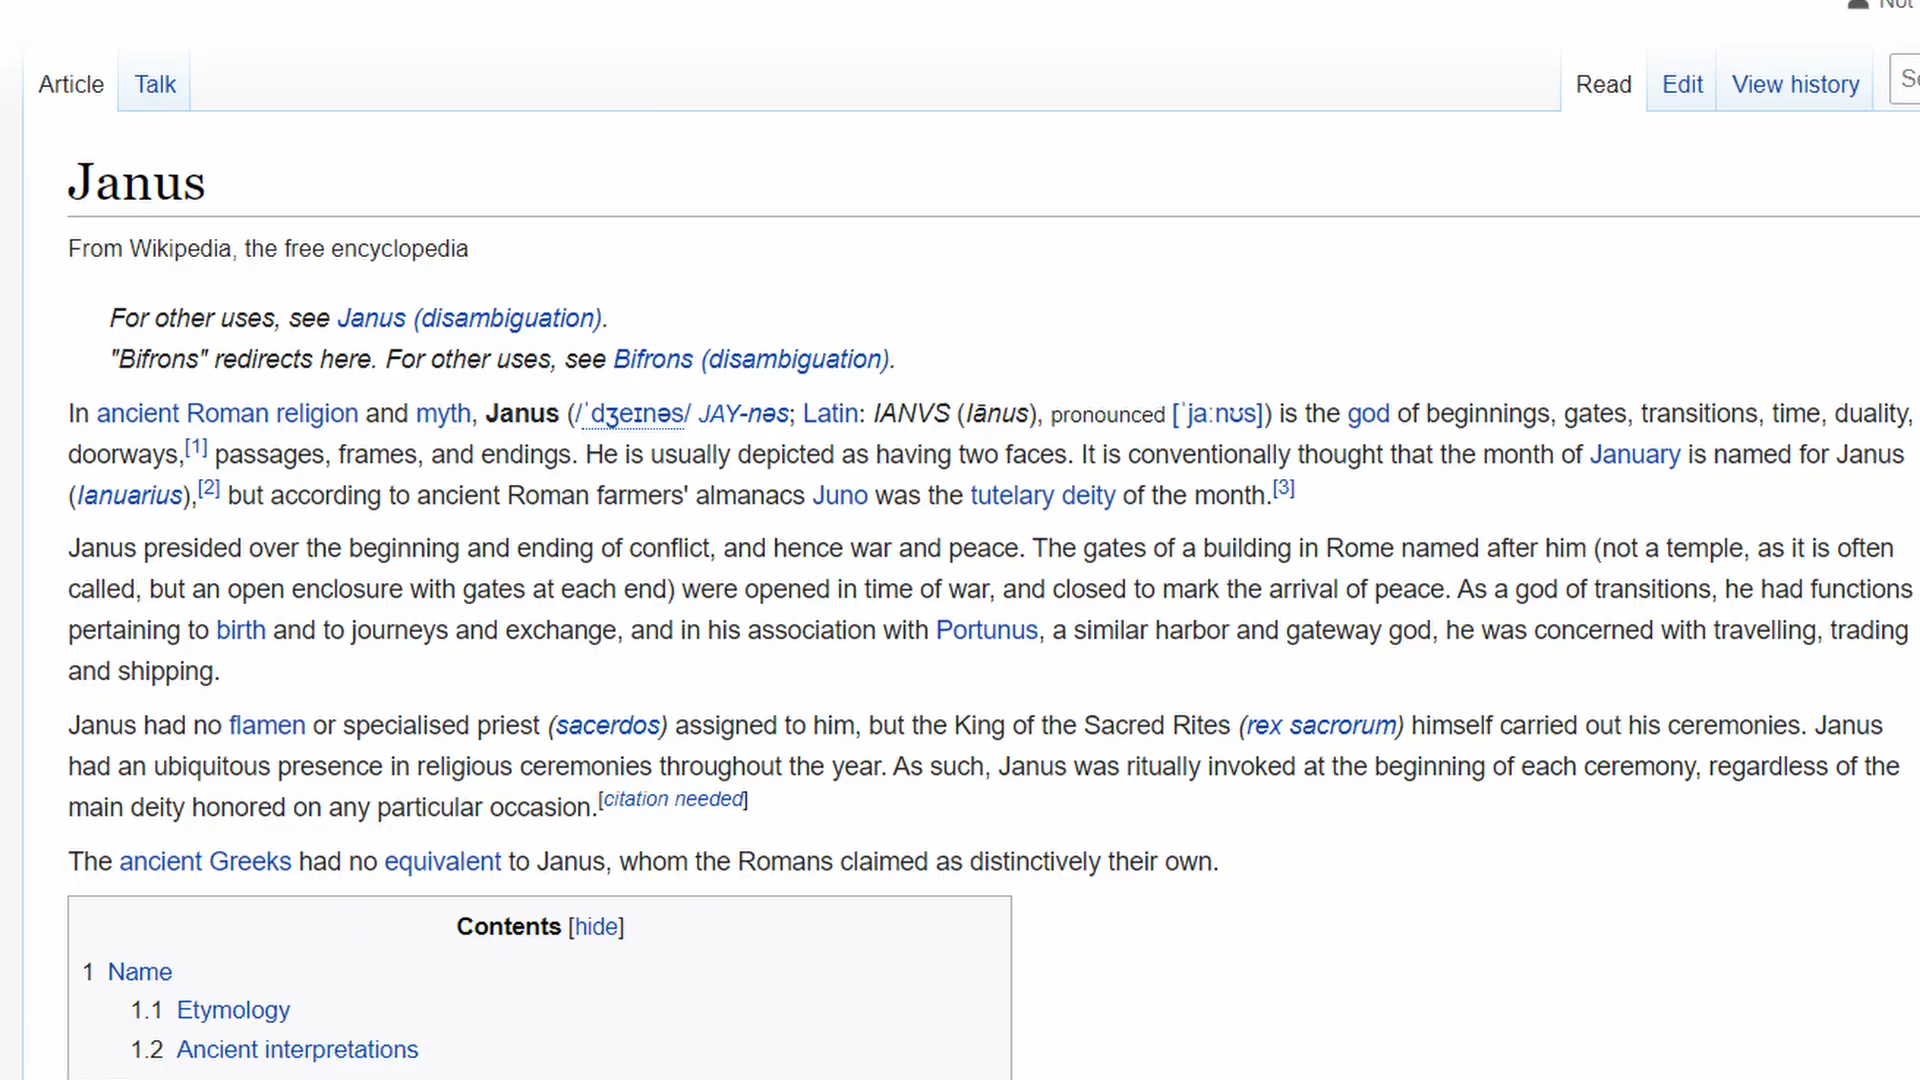 Not
Article Talk Read Edit View history
Janus
From Wikipedia, the free encyclopedia
For other uses, see Janus (disambiguation).
"Bifrons" redirects here. For other uses, see Bifrons (disambiguation).
In ancient Roman religion and myth, Janus (/ˈdʒeɪnəs/ JAY-nəs; Latin: IANVS (Iānus), pronounced [ˈjaːnʊs]) is the god of beginnings, gates, transitions, time, duality,
doorways,[1] passages, frames, and endings. He is usually depicted as having two faces. It is conventionally thought that the month of January is named for Janus
(Ianuarius),[2] but according to ancient Roman farmers' almanacs Juno was the tutelary deity of the month.[3]
Janus presided over the beginning and ending of conflict, and hence war and peace. The gates of a building in Rome named after him (not a temple, as it is often
called, but an open enclosure with gates at each end) were opened in time of war, and closed to mark the arrival of peace. As a god of transitions, he had functions
pertaining to birth and to journeys and exchange, and in his association with Portunus, a similar harbor and gateway god, he was concerned with travelling, trading
and shipping.
Janus had no flamen or specialised priest (sacerdos) assigned to him, but the King of the Sacred Rites (rex sacrorum) himself carried out his ceremonies. Janus
had an ubiquitous presence in religious ceremonies throughout the year. As such, Janus was ritually invoked at the beginning of each ceremony, regardless of the
main deity honored on any particular occasion.[citation needed]
The ancient Greeks had no equivalent to Janus, whom the Romans claimed as distinctively their own.
Contents [hide]
1 Name
1.1 Etymology
1.2 Ancient interpretations